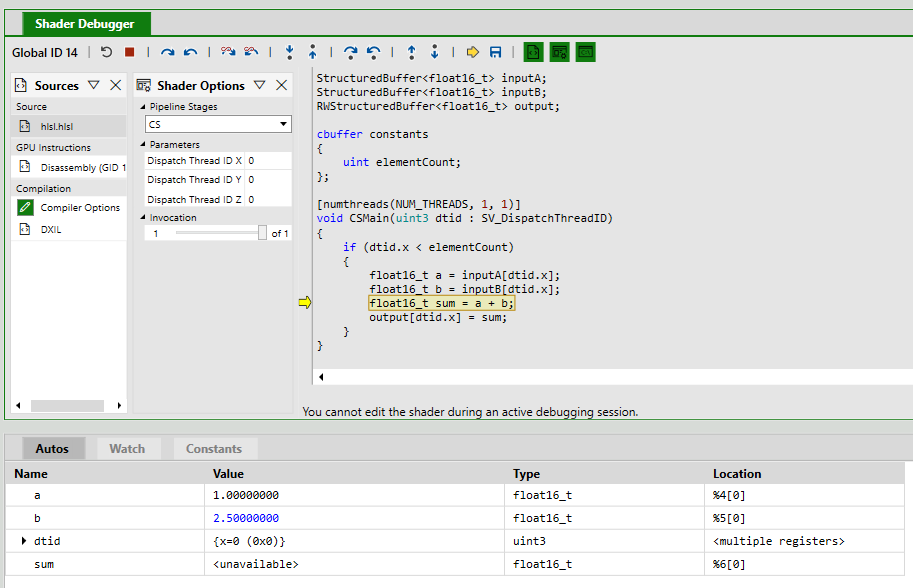 Shader Debugger
Global ID 14
Sources
Source
hlsl.hlsl
GPU Instructions
Disassembly (GID 1
Compilation
Compiler Options
DXIL
Shader Options
Pipeline Stages
CS
Parameters
Dispatch Thread ID X 0
Dispatch Thread ID Y 0
Dispatch Thread ID Z 0
Invocation
1 of 1
StructuredBuffer<float16_t> inputA;
StructuredBuffer<float16_t> inputB;
RWStructuredBuffer<float16_t> output;
cbuffer constants
{
uint elementCount;
};
[numthreads(NUM_THREADS, 1, 1)]
void CSMain(uint3 dtid : SV_DispatchThreadID)
{
if (dtid.x < elementCount)
{
float16_t a = inputA[dtid.x];
float16_t b = inputB[dtid.x];
float16_t sum = a + b;
output[dtid.x] = sum;
}
}
You cannot edit the shader during an active debugging session.
Autos Watch Constants
Name Value Type Location
a 1.00000000 float16_t %4[0]
b 2.50000000 float16_t %5[0]
dtid {x=0 (0x0)} uint3 <multiple registers>
sum <unavailable> float16_t %6[0]